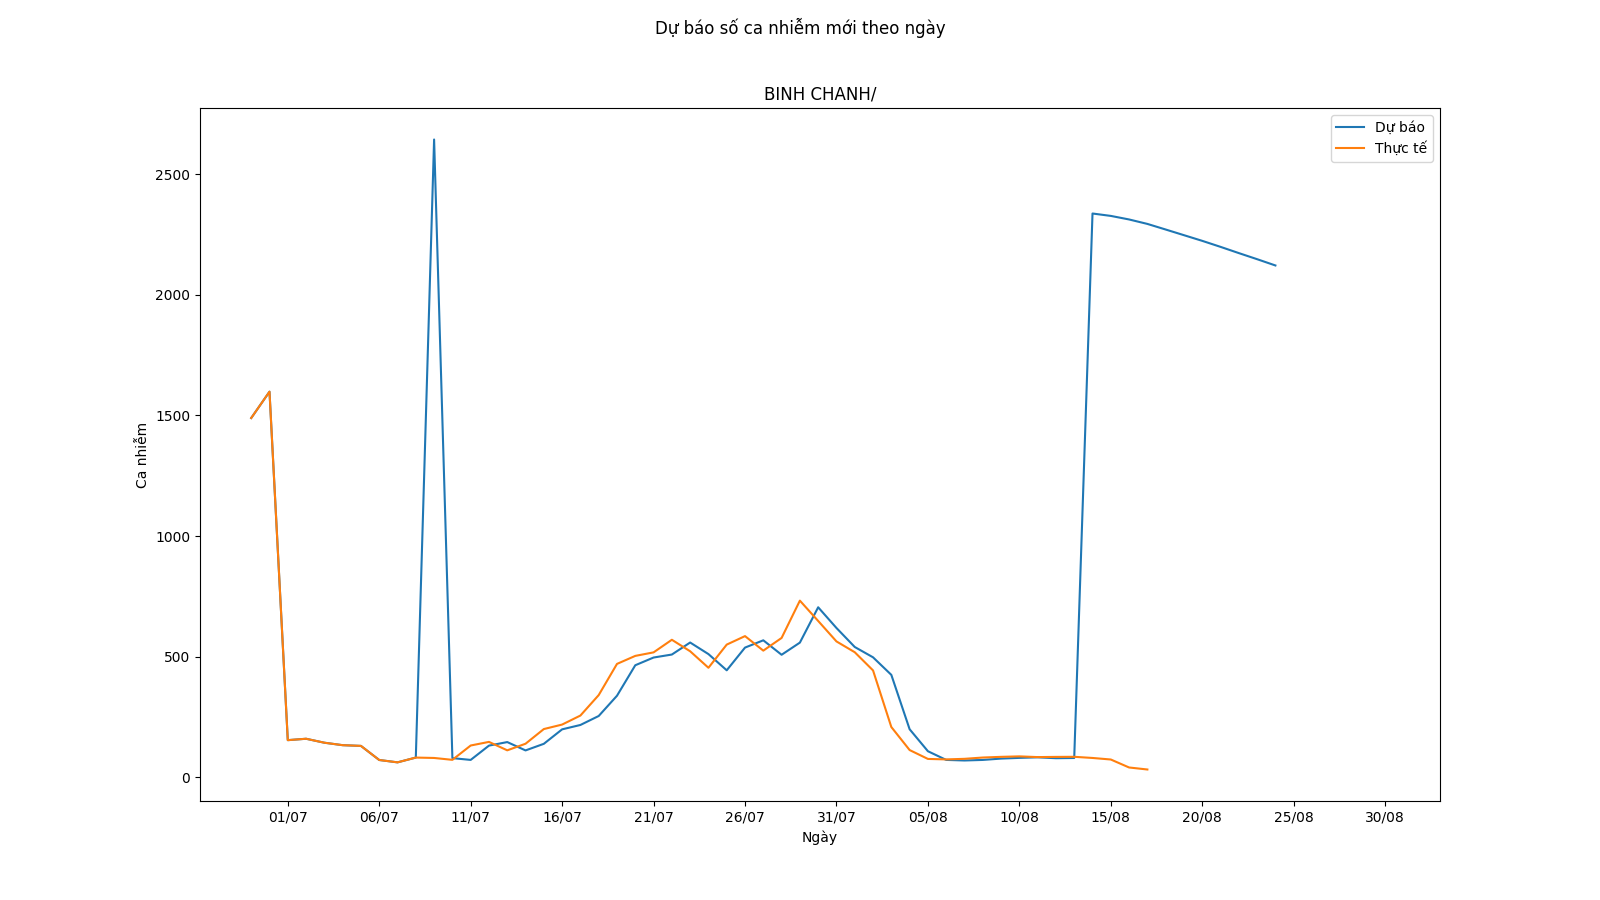 Dự báo số ca nhiễm mới theo ngày
BINH CHANH/
Dự báo
Thực tế
2500
2000
1500
1000
500
0
Ca nhiễm
01/07 06/07 11/07 16/07 21/07 26/07 31/07 05/08 10/08 15/08 20/08 25/08 30/08
Ngày